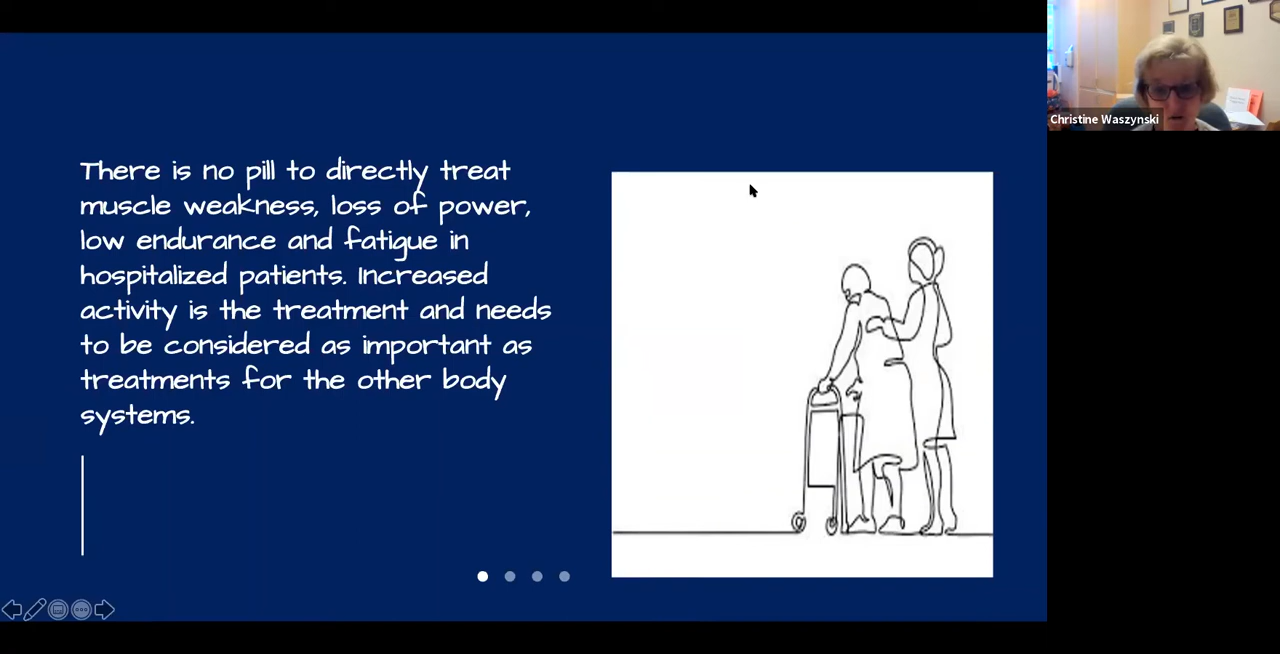 There is no pill to directly treat
muscle weakness, loss of power,
low endurance and fatigue in
hospitalized patients. Increased
activity is the treatment and needs
to be considered as important as
treatments for the other body
systems.
Christine Waszynski